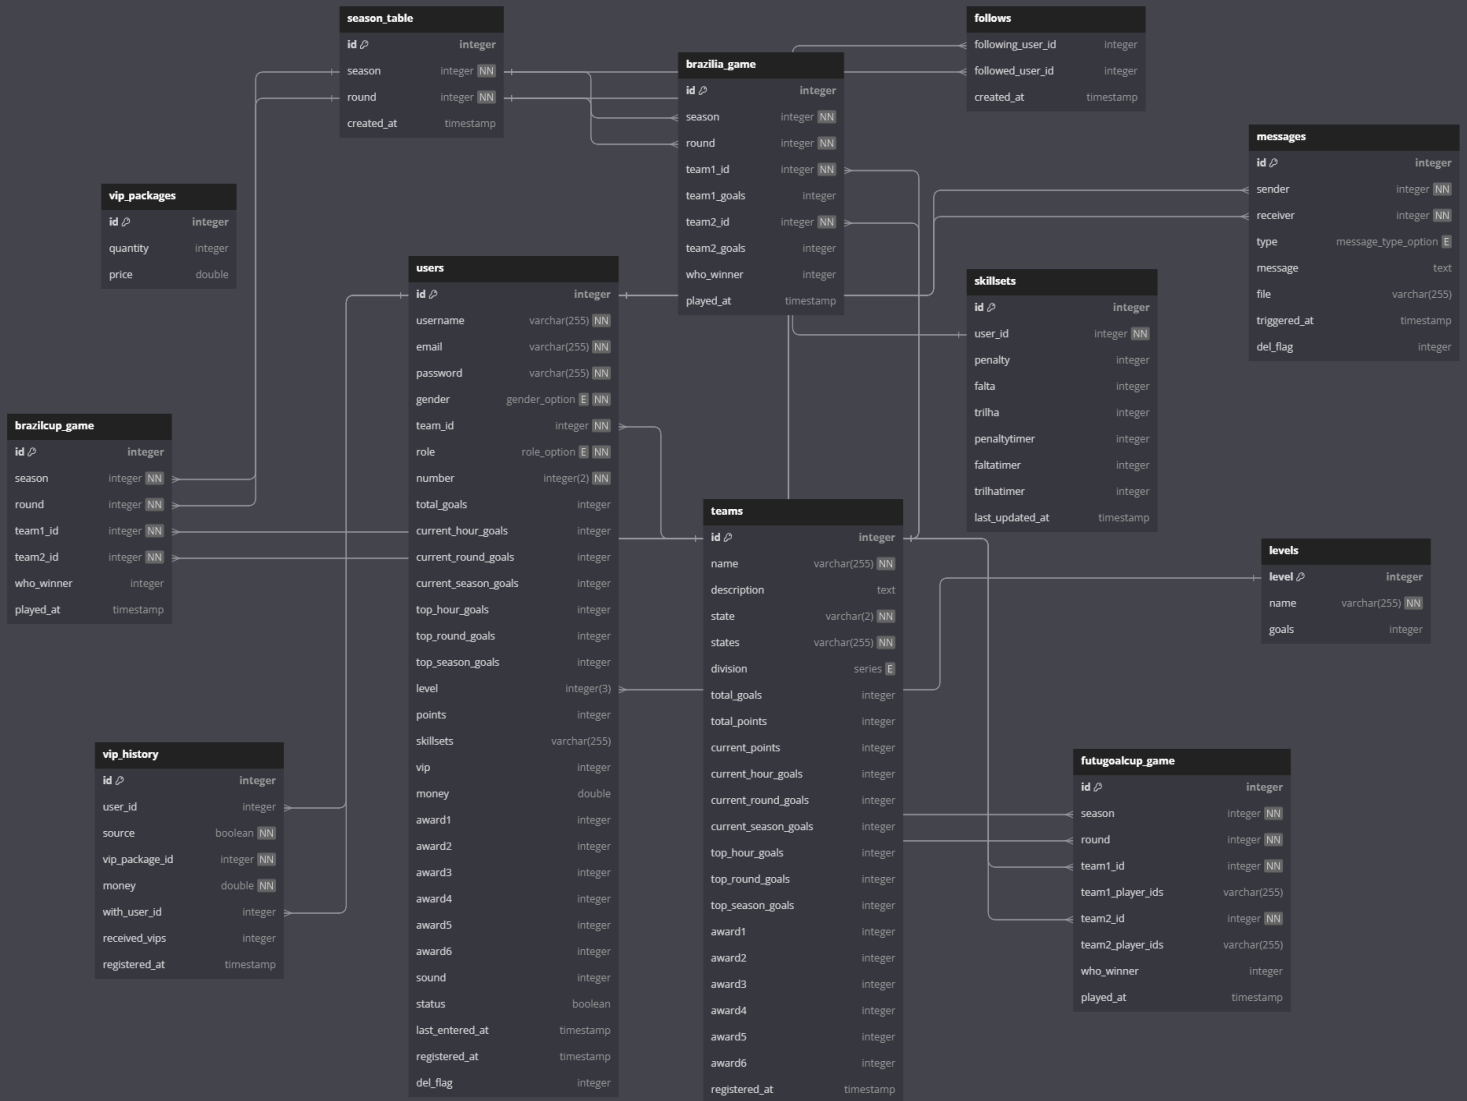 season_table
id integer
season integer NN
round integer NN
created_at timestamp
follows
following_user_id integer
followed_user_id integer
created_at timestamp
brazilia_game
id integer
season integer NN
round integer NN
team1_id integer NN
team1_goals integer
team2_id integer NN
team2_goals integer
who_winner integer
played_at timestamp
messages
id integer
sender integer NN
receiver integer NN
type message_type_option E
message text
file varchar(255)
triggered_at timestamp
del_flag integer
vip_packages
id integer
quantity integer
price double
users
id integer
username varchar(255) NN
email varchar(255) NN
password varchar(255) NN
gender gender_option E NN
team_id integer NN
role role_option E NN
number integer(2) NN
total_goals integer
current_hour_goals integer
current_round_goals integer
current_season_goals integer
top_hour_goals integer
top_round_goals integer
top_season_goals integer
level integer(3)
points integer
skillsets varchar(255)
vip integer
money double
award1 integer
award2 integer
award3 integer
award4 integer
award5 integer
award6 integer
sound integer
status boolean
last_entered_at timestamp
registered_at timestamp
del_flag integer
skillsets
id integer
user_id integer NN
penalty integer
falta integer
trilha integer
penaltytimer integer
faltatimer integer
trilhatimer integer
last_updated_at timestamp
brazilcup_game
id integer
season integer NN
round integer NN
team1_id integer NN
team2_id integer NN
who_winner integer
played_at timestamp
teams
id integer
name varchar(255) NN
description text
state varchar(2) NN
states varchar(255) NN
division series E
total_goals integer
total_points integer
current_points integer
current_hour_goals integer
current_round_goals integer
current_season_goals integer
top_hour_goals integer
top_round_goals integer
top_season_goals integer
award1 integer
award2 integer
award3 integer
award4 integer
award5 integer
award6 integer
registered_at timestamp
levels
level integer
name varchar(255) NN
goals integer
vip_history
id integer
user_id integer
source boolean NN
vip_package_id integer NN
money double NN
with_user_id integer
received_vips integer
registered_at timestamp
futugoalcup_game
id integer
season integer NN
round integer NN
team1_id integer NN
team1_player_ids varchar(255)
team2_id integer NN
team2_player_ids varchar(255)
who_winner integer
played_at timestamp